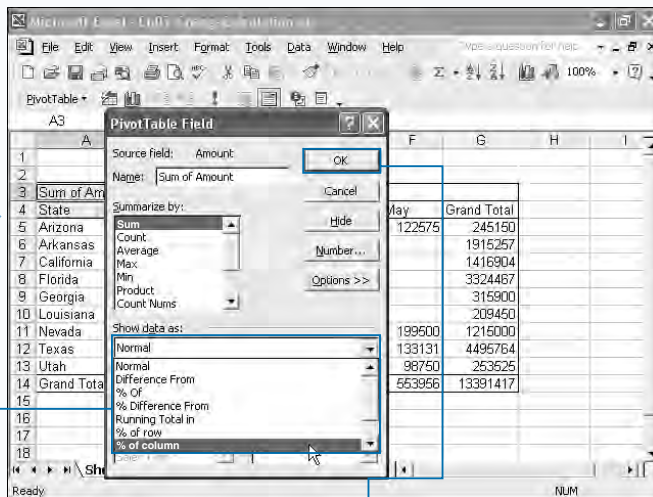 Microsoft Excel
File Edit View Insert Format Tools Data Window Help Type a question for help
Σ 100%
PivotTable
A3
PivotTable Field
A F G H I
Source field: Amount
OK
Name: Sum of Amount
Cancel
Summarize by:
Hide
Sum
Count
Average
Number...
Max
Min
Options >>
Product
Count Nums
Show data as:
Normal
Normal
Difference From
% Of
% Difference From
Running Total in
% of row
% of column
1
2
3 Sum of Am
4 State May Grand Total
5 Arizona 122575 245150
6 Arkansas 1915257
7 California 1416904
8 Florida 3324467
9 Georgia 315900
10 Louisiana 209450
11 Nevada 199500 1215000
12 Texas 133131 4495764
13 Utah 98750 253525
14 Grand Tota 553956 13391417
15
16
17
18
Sh
Ready NUM